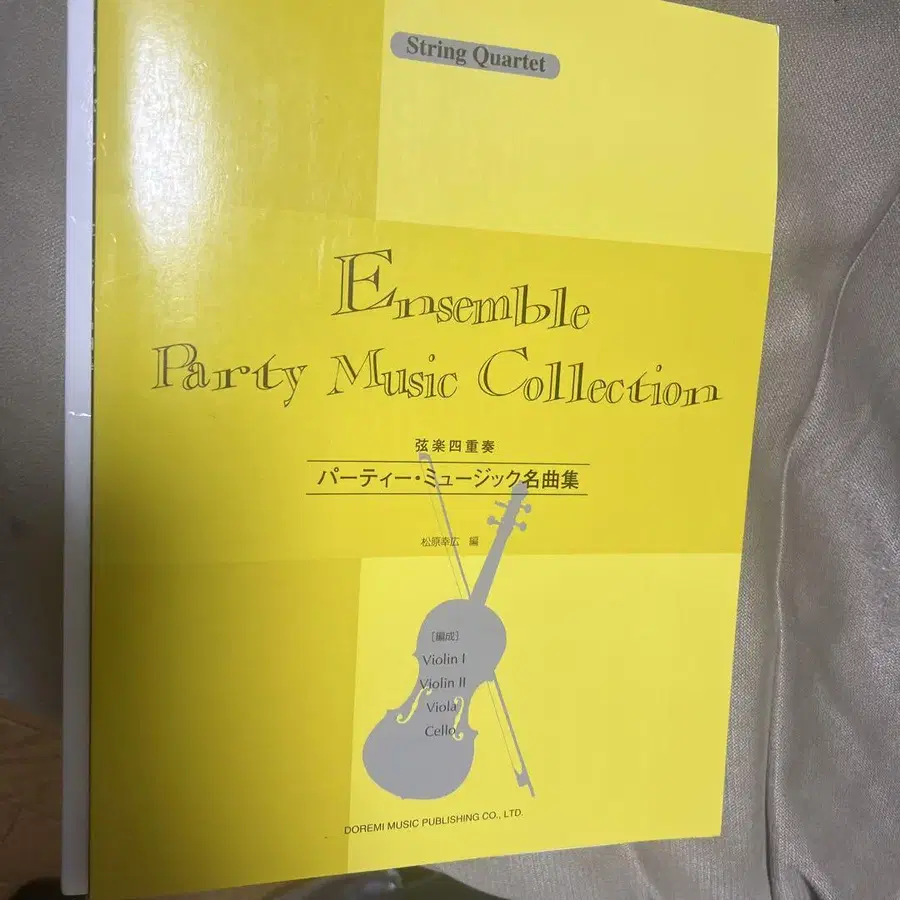 String Quartet
Ensemble
Party Music Collection
弦楽四重奏
パーティー・ミュージック名曲集
松原幸広 編
[編成]
Violin I
Violin II
Viola
Cello
DOREMI MUSIC PUBLISHING CO., LTD.